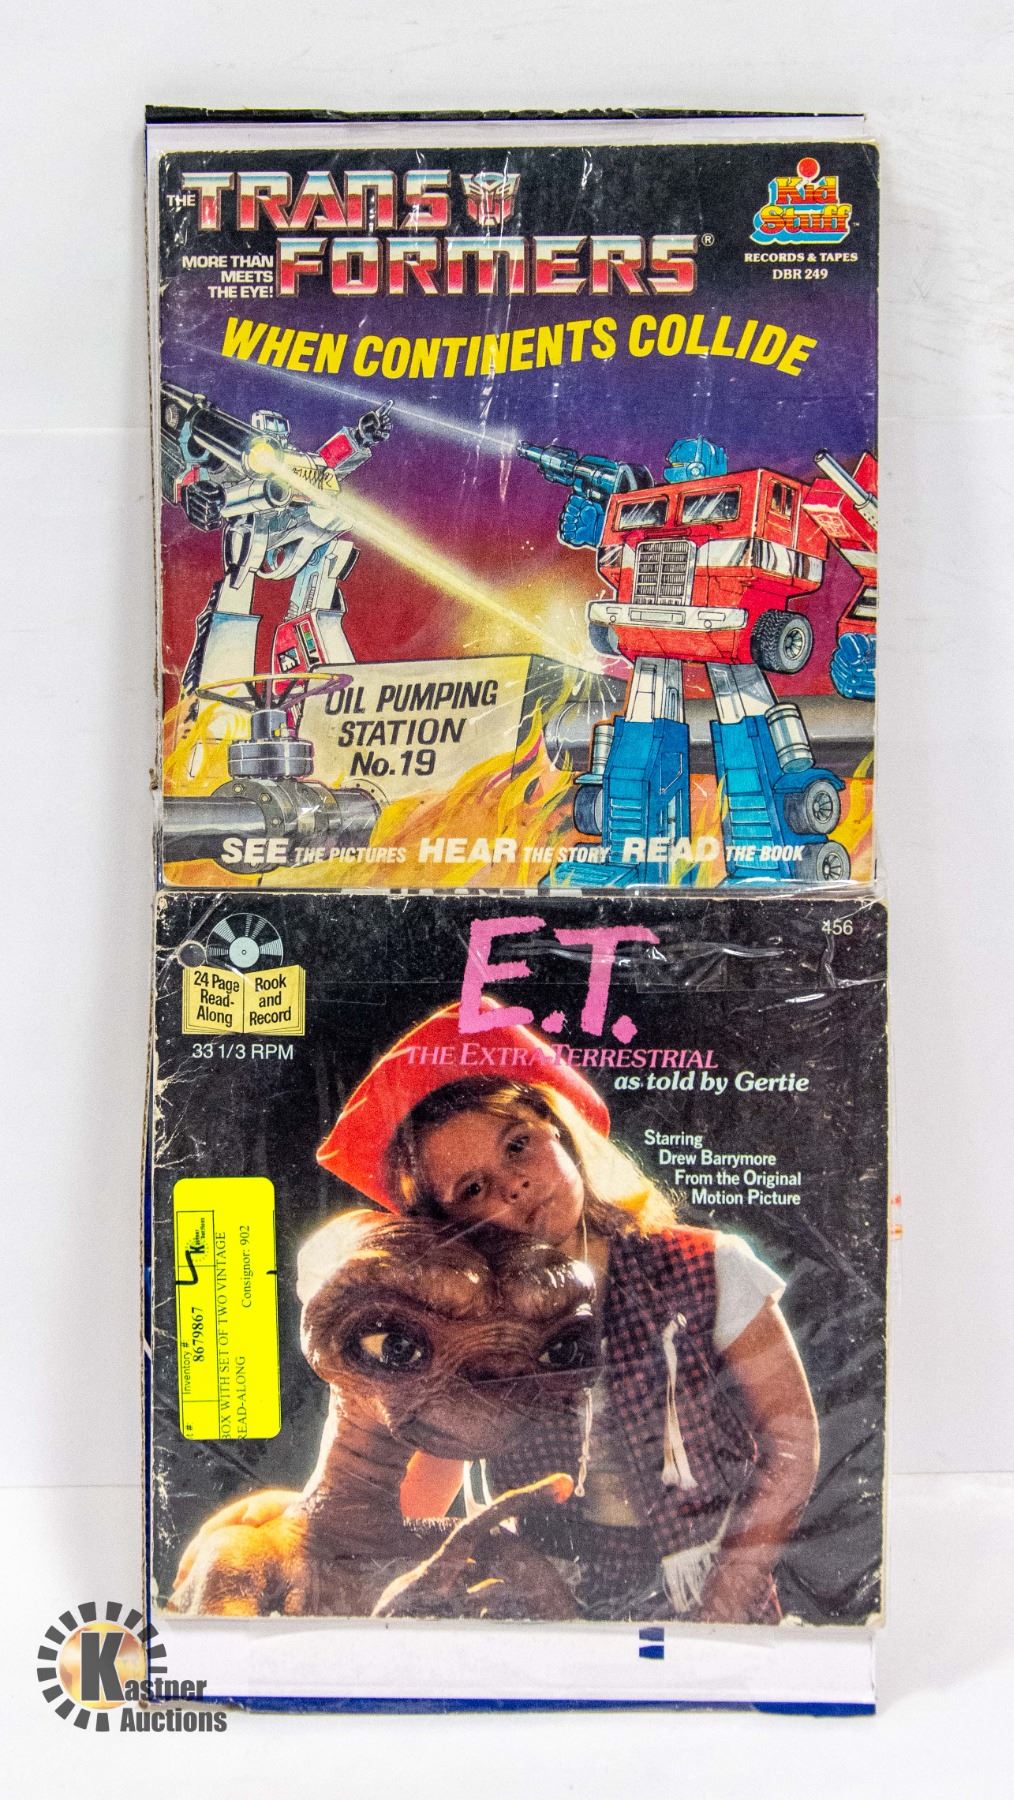 THE TRANSFORMERS®
MORE THAN
MEETS
THE EYE!
Kid
Stuff™
RECORDS & TAPES
DBR 249
WHEN CONTINENTS COLLIDE
OIL PUMPING
STATION
No.19
SEE THE PICTURES HEAR THE STORY READ THE BOOK
24 Page
Read-
Along
Book
and
Record
33 1/3 RPM
456
E.T.
THE EXTRA-TERRESTRIAL
as told by Gertie
Starring
Drew Barrymore
From the Original
Motion Picture
Inventory #
8679867
BOX WITH SET OF TWO VINTAGE
READ-ALONG
Consignor: 902
Kastner
Auctions